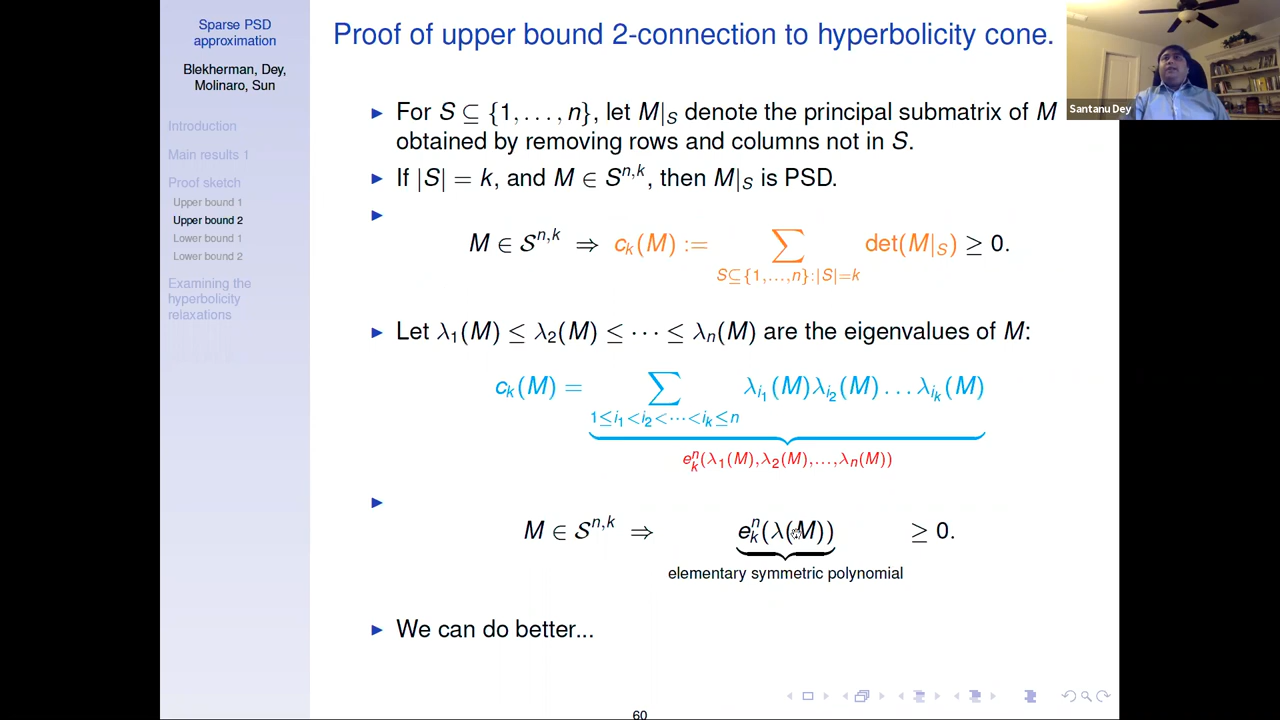 Sparse PSD
approximation
Blekherman, Dey,
Molinaro, Sun
Introduction
Main results 1
Proof sketch
Upper bound 1
Upper bound 2
Lower bound 1
Lower bound 2
Examining the
hyperbolicity
relaxations
Proof of upper bound 2-connection to hyperbolicity cone.
Santanu Dey
▶ For S ⊆ {1, . . . , n}, let M|_S denote the principal submatrix of M
obtained by removing rows and columns not in S.
▶ If |S| = k, and M ∈ S^{n,k}, then M|_S is PSD.
▶
M ∈ 𝒮^{n,k} ⇒ c_k(M) := ∑_{S⊆{1,...,n}:|S|=k} det(M|_S) ≥ 0.
▶ Let λ_1(M) ≤ λ_2(M) ≤ · · · ≤ λ_n(M) are the eigenvalues of M:
c_k(M) = ∑_{1≤i_1<i_2<···<i_k≤n} λ_{i_1}(M)λ_{i_2}(M) . . . λ_{i_k}(M)
e_k^n(λ_1(M),λ_2(M),...,λ_n(M))
▶
M ∈ 𝒮^{n,k} ⇒ e_k^n(λ(M)) ≥ 0.
elementary symmetric polynomial
▶ We can do better...
60